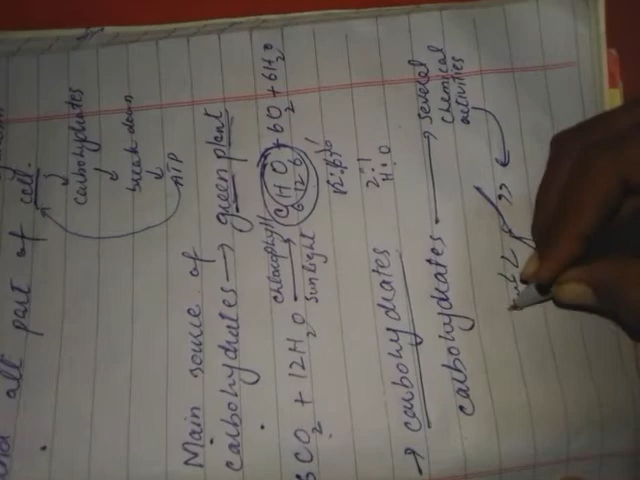 all part of cell.
carbohydrates
↓
break down
↓
ATP
Main source of
carbohydrates → green plant
CO2 + 12H2O chlorophyll → sunlight C6H12O6 + 6O2 + 6H2O
2:1
H:O
→ carbohydrates
carbohydrates → several chemical activities